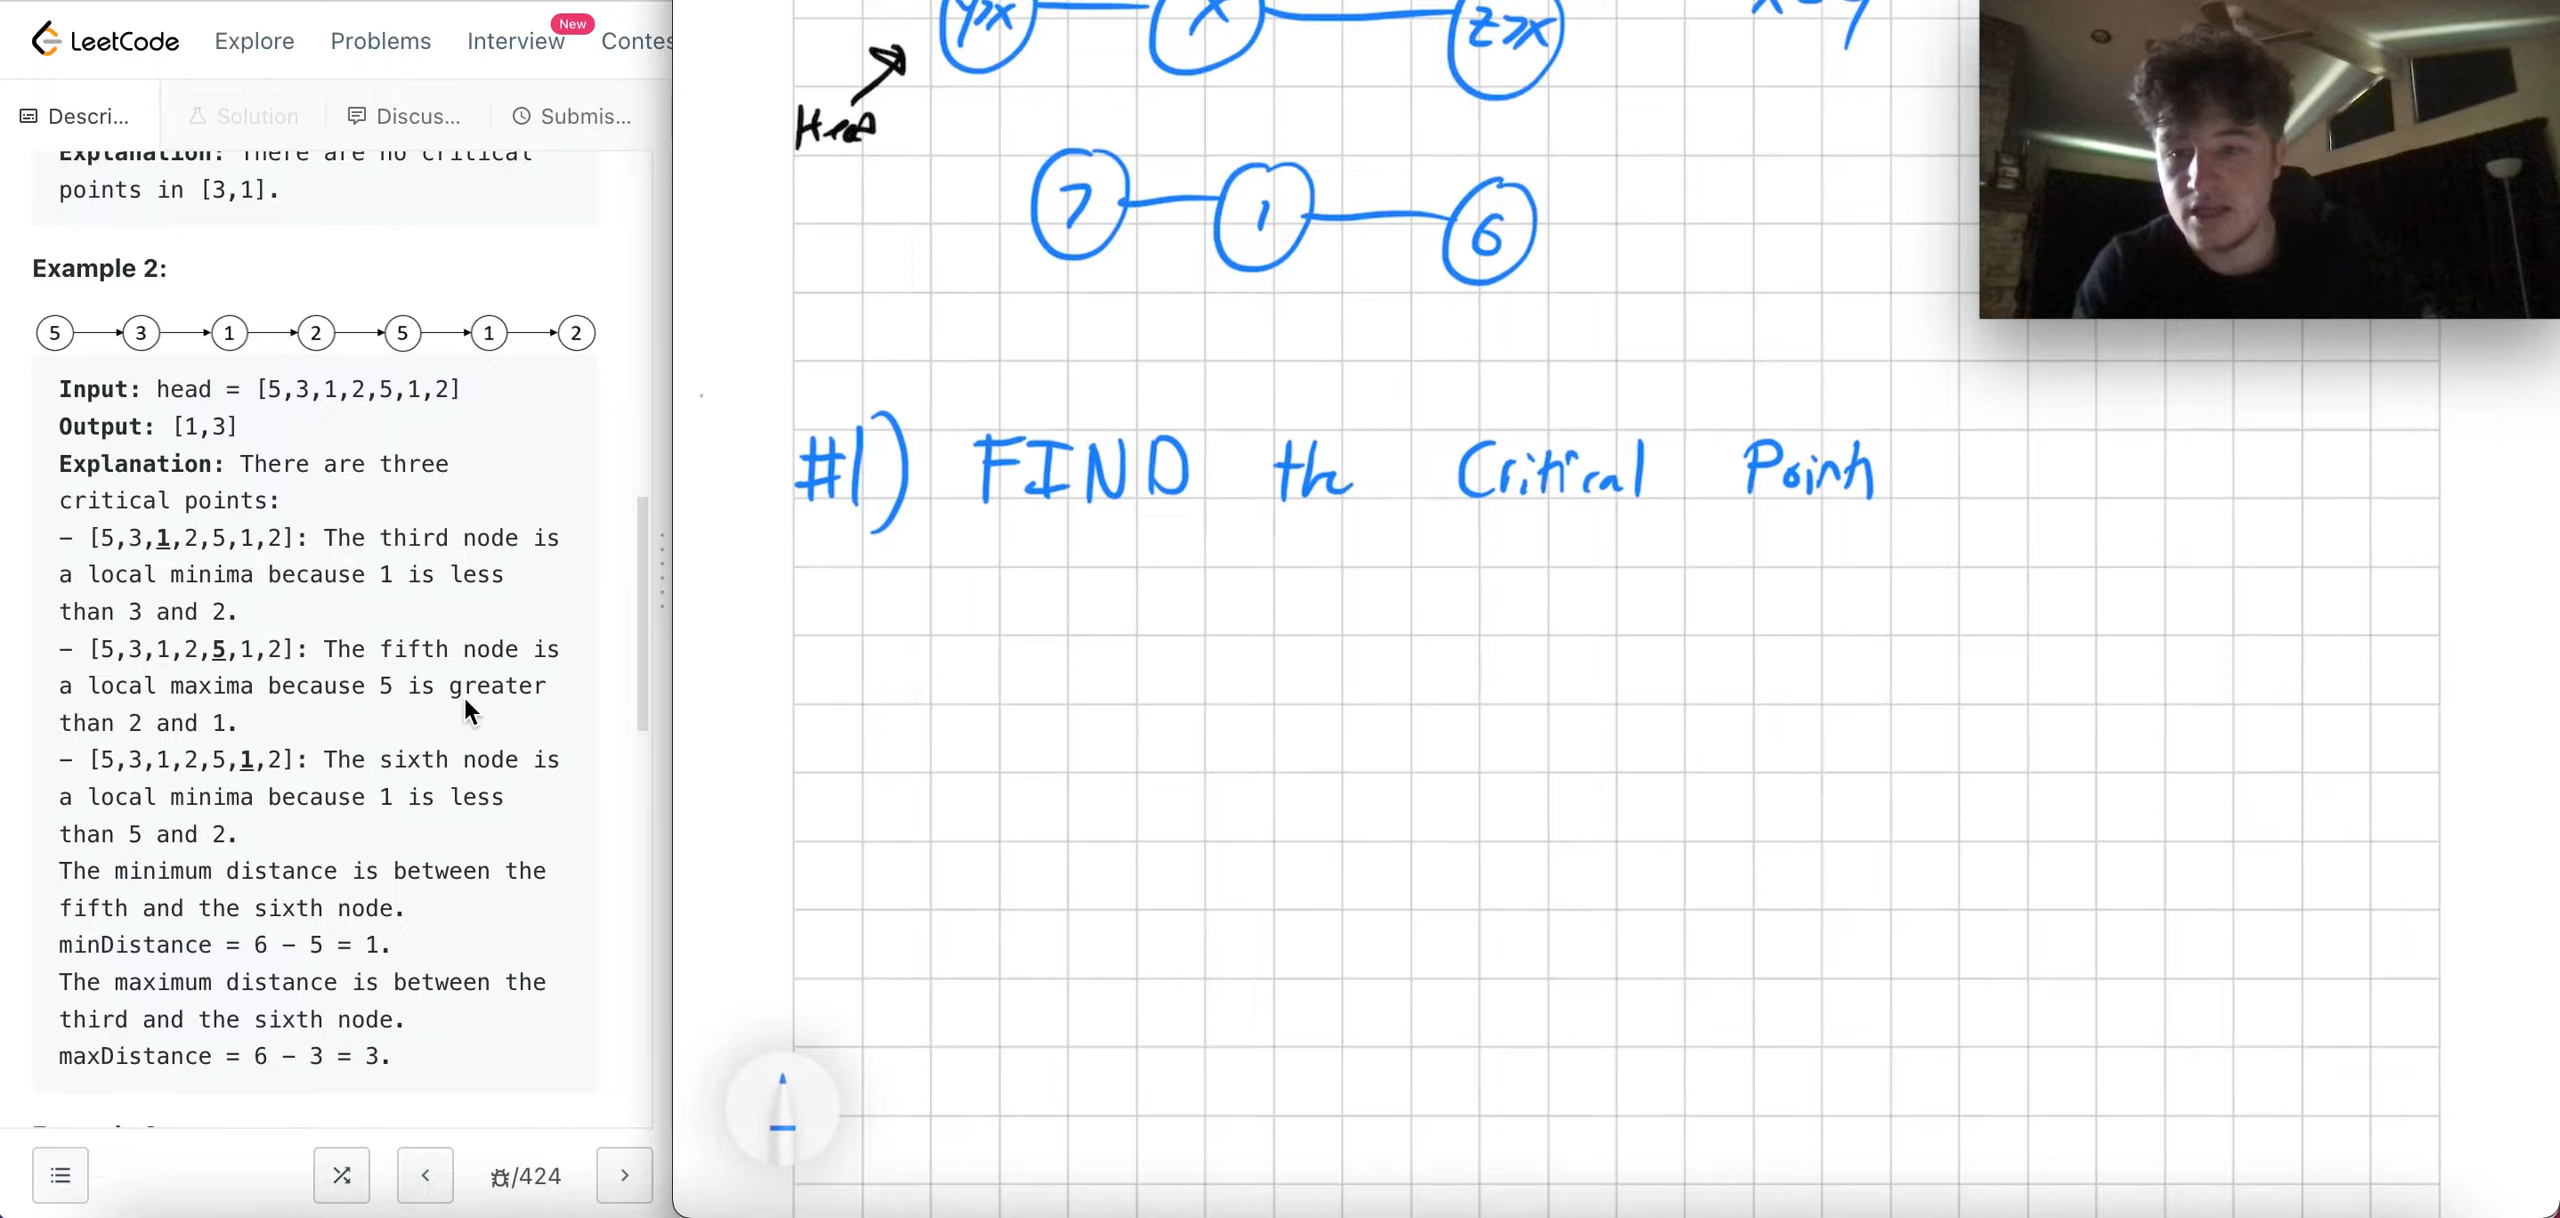 LeetCode Explore Problems Interview New Contes
Descri... Solution Discus... Submis...
Explanation: There are no critical
points in [3,1].
Example 2:
5 3 1 2 5 1 2
Input: head = [5,3,1,2,5,1,2]
Output: [1,3]
Explanation: There are three
critical points:
- [5,3,1,2,5,1,2]: The third node is
a local minima because 1 is less
than 3 and 2.
- [5,3,1,2,5,1,2]: The fifth node is
a local maxima because 5 is greater
than 2 and 1.
- [5,3,1,2,5,1,2]: The sixth node is
a local minima because 1 is less
than 5 and 2.
The minimum distance is between the
fifth and the sixth node.
minDistance = 6 - 5 = 1.
The maximum distance is between the
third and the sixth node.
maxDistance = 6 - 3 = 3.
/424
y>x x z>x
Head
7 1 6
#1) FIND the Critical Point